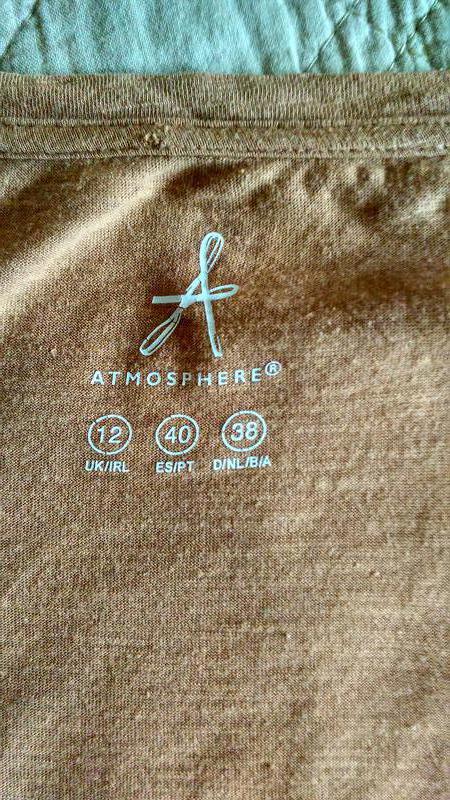 ATMOSPHERE®
12 40 38
UK/IRL ES/PT D/NL/B/A